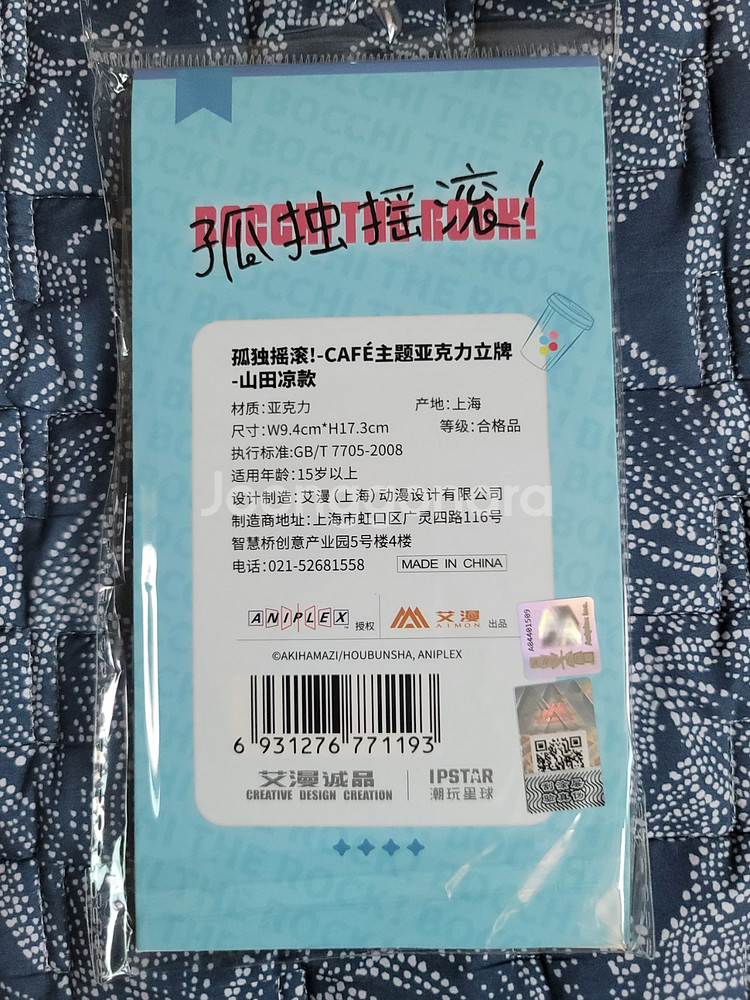 BOCCHI THE ROCK!
孤独摇滚!
孤独摇滚!-CAFÉ主题亚克力立牌
-山田凉款
材质:亚克力 产地:上海
尺寸:W9.4cm*H17.3cm 等级:合格品
执行标准:GB/T 7705-2008
适用年龄:15岁以上
设计制造:艾漫(上海)动漫设计有限公司
制造商地址:上海市虹口区广灵四路116号
智慧桥创意产业园5号楼4楼
电话:021-52681558 MADE IN CHINA
ANIPLEX 授权 艾漫 AIMON 出品
A04401509
Aniplex Inc.
©AKIHAMAZI/HOUBUNSHA, ANIPLEX
6 931276 771193
艾漫诚品 IPSTAR
CREATIVE DESIGN CREATION 潮玩星球